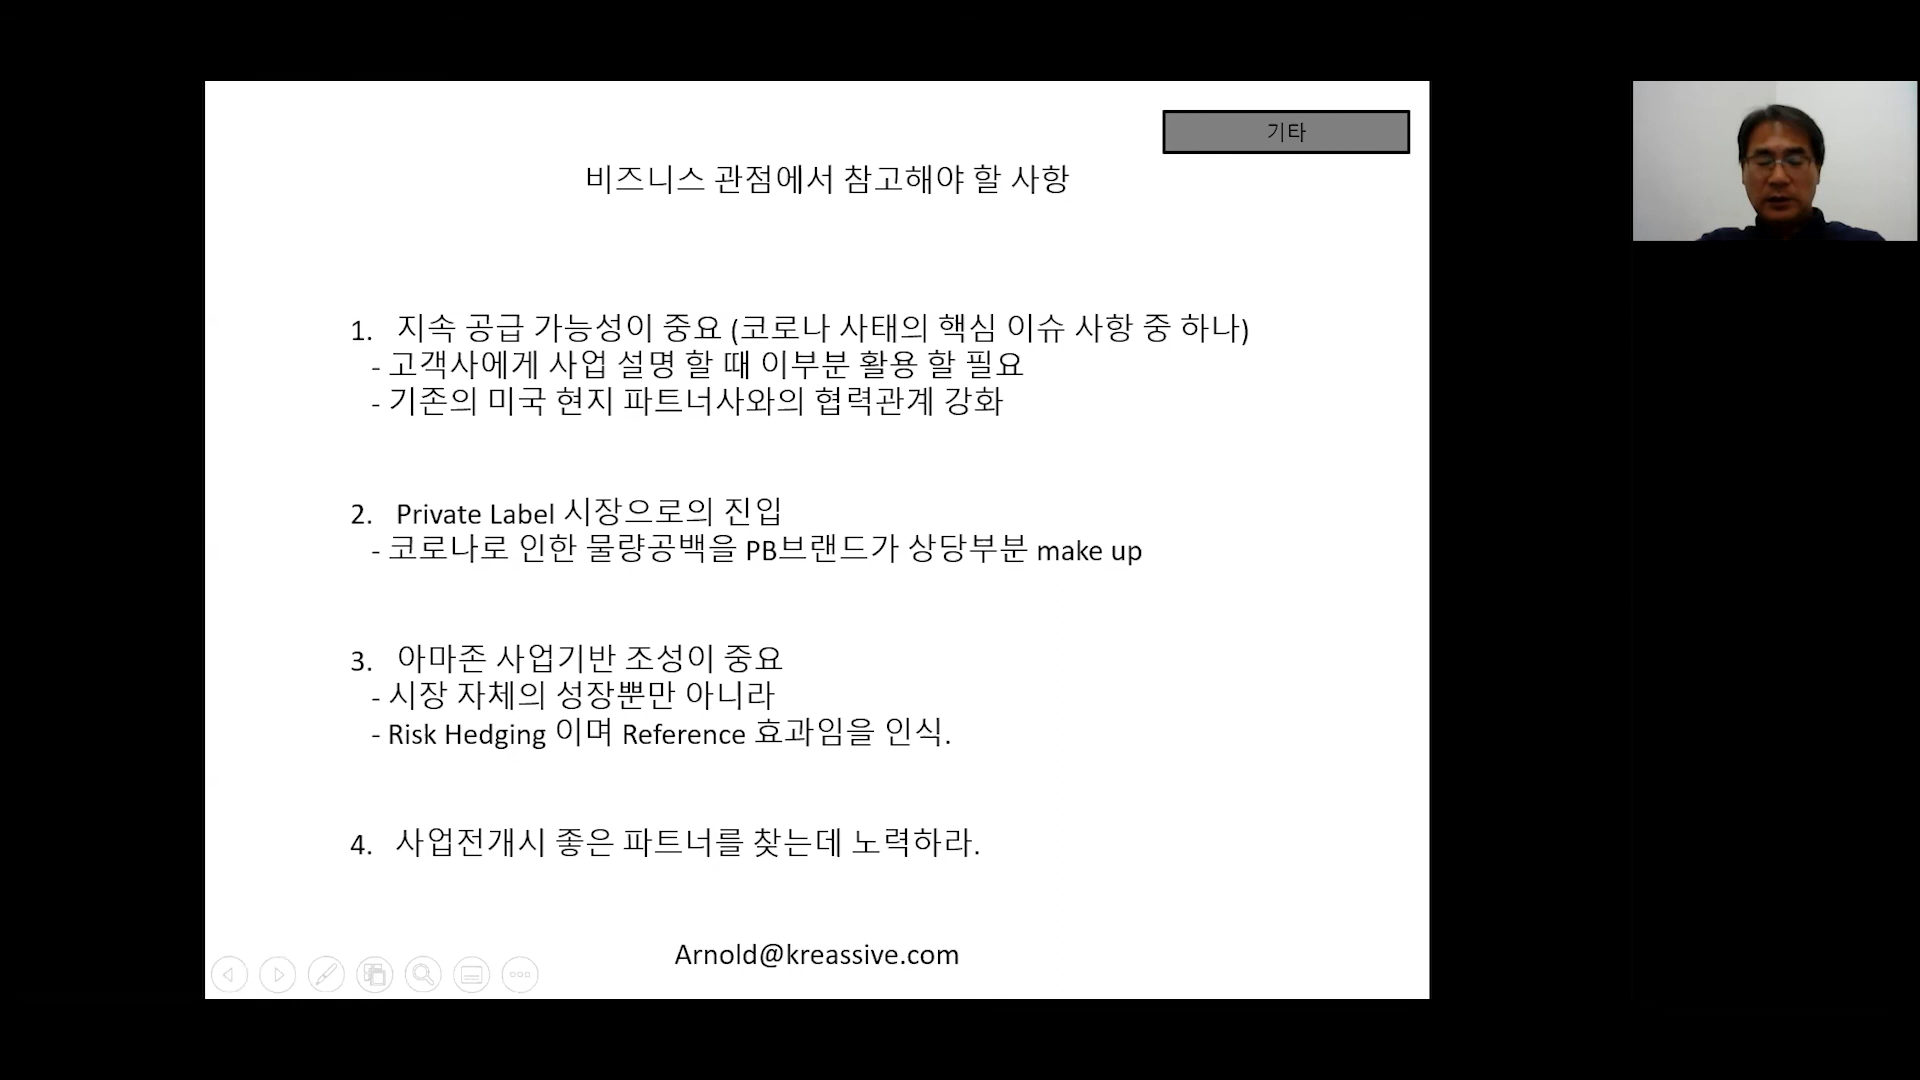 기타
비즈니스 관점에서 참고해야 할 사항
1. 지속 공급 가능성이 중요 (코로나 사태의 핵심 이슈 사항 중 하나)
- 고객사에게 사업 설명 할 때 이부분 활용 할 필요
- 기존의 미국 현지 파트너사와의 협력관계 강화
2. Private Label 시장으로의 진입
- 코로나로 인한 물량공백을 PB브랜드가 상당부분 make up
3. 아마존 사업기반 조성이 중요
- 시장 자체의 성장뿐만 아니라
- Risk Hedging 이며 Reference 효과임을 인식.
4. 사업전개시 좋은 파트너를 찾는데 노력하라.
Arnold@kreassive.com